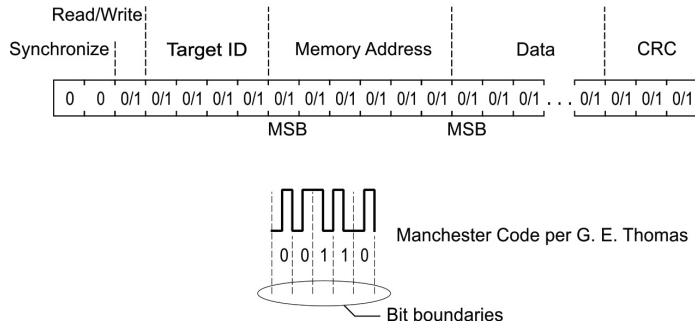 Read/Write
Synchronize Target ID Memory Address Data CRC
0 0 0/1 0/1 0/1 0/1 0/1 0/1 0/1 0/1 0/1 0/1 0/1 0/1 0/1 0/1 . . . 0/1 0/1 0/1 0/1
MSB MSB
Manchester Code per G. E. Thomas
0 0 1 1 0
Bit boundaries